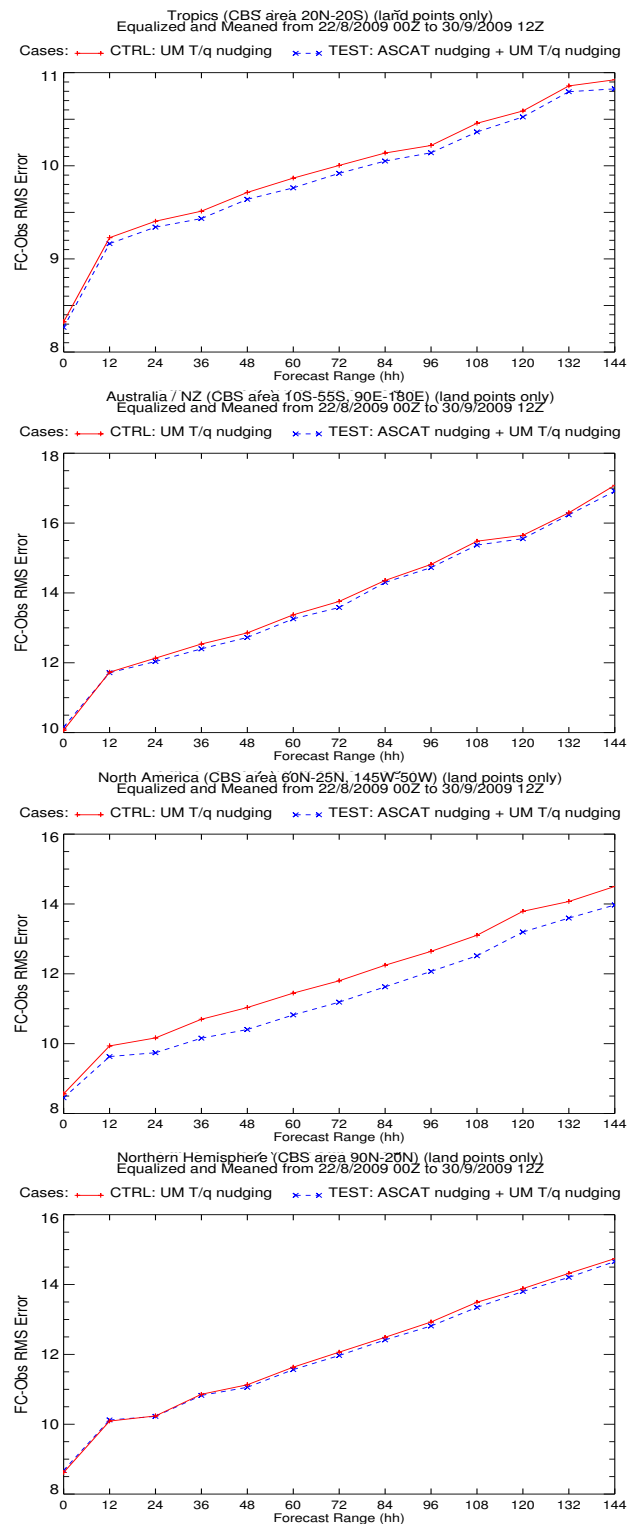 Tropics (CBS area 20N-20S) (land points only)
Equalized and Meaned from 22/8/2009 00Z to 30/9/2009 12Z
Cases: CTRL: UM T/q nudging TEST: ASCAT nudging + UM T/q nudging
11
10
9
8
FC-Obs RMS Error
0 12 24 36 48 60 72 84 96 108 120 132 144
Forecast Range (hh)
Australia / NZ (CBS area 10S-55S, 90E-180E) (land points only)
Equalized and Meaned from 22/8/2009 00Z to 30/9/2009 12Z
Cases: CTRL: UM T/q nudging TEST: ASCAT nudging + UM T/q nudging
18
16
14
12
10
FC-Obs RMS Error
0 12 24 36 48 60 72 84 96 108 120 132 144
Forecast Range (hh)
North America (CBS area 60N-25N, 145W-50W) (land points only)
Equalized and Meaned from 22/8/2009 00Z to 30/9/2009 12Z
Cases: CTRL: UM T/q nudging TEST: ASCAT nudging + UM T/q nudging
16
14
12
10
8
FC-Obs RMS Error
0 12 24 36 48 60 72 84 96 108 120 132 144
Forecast Range (hh)
Northern Hemisphere (CBS area 90N-20N) (land points only)
Equalized and Meaned from 22/8/2009 00Z to 30/9/2009 12Z
Cases: CTRL: UM T/q nudging TEST: ASCAT nudging + UM T/q nudging
16
14
12
10
8
FC-Obs RMS Error
0 12 24 36 48 60 72 84 96 108 120 132 144
Forecast Range (hh)